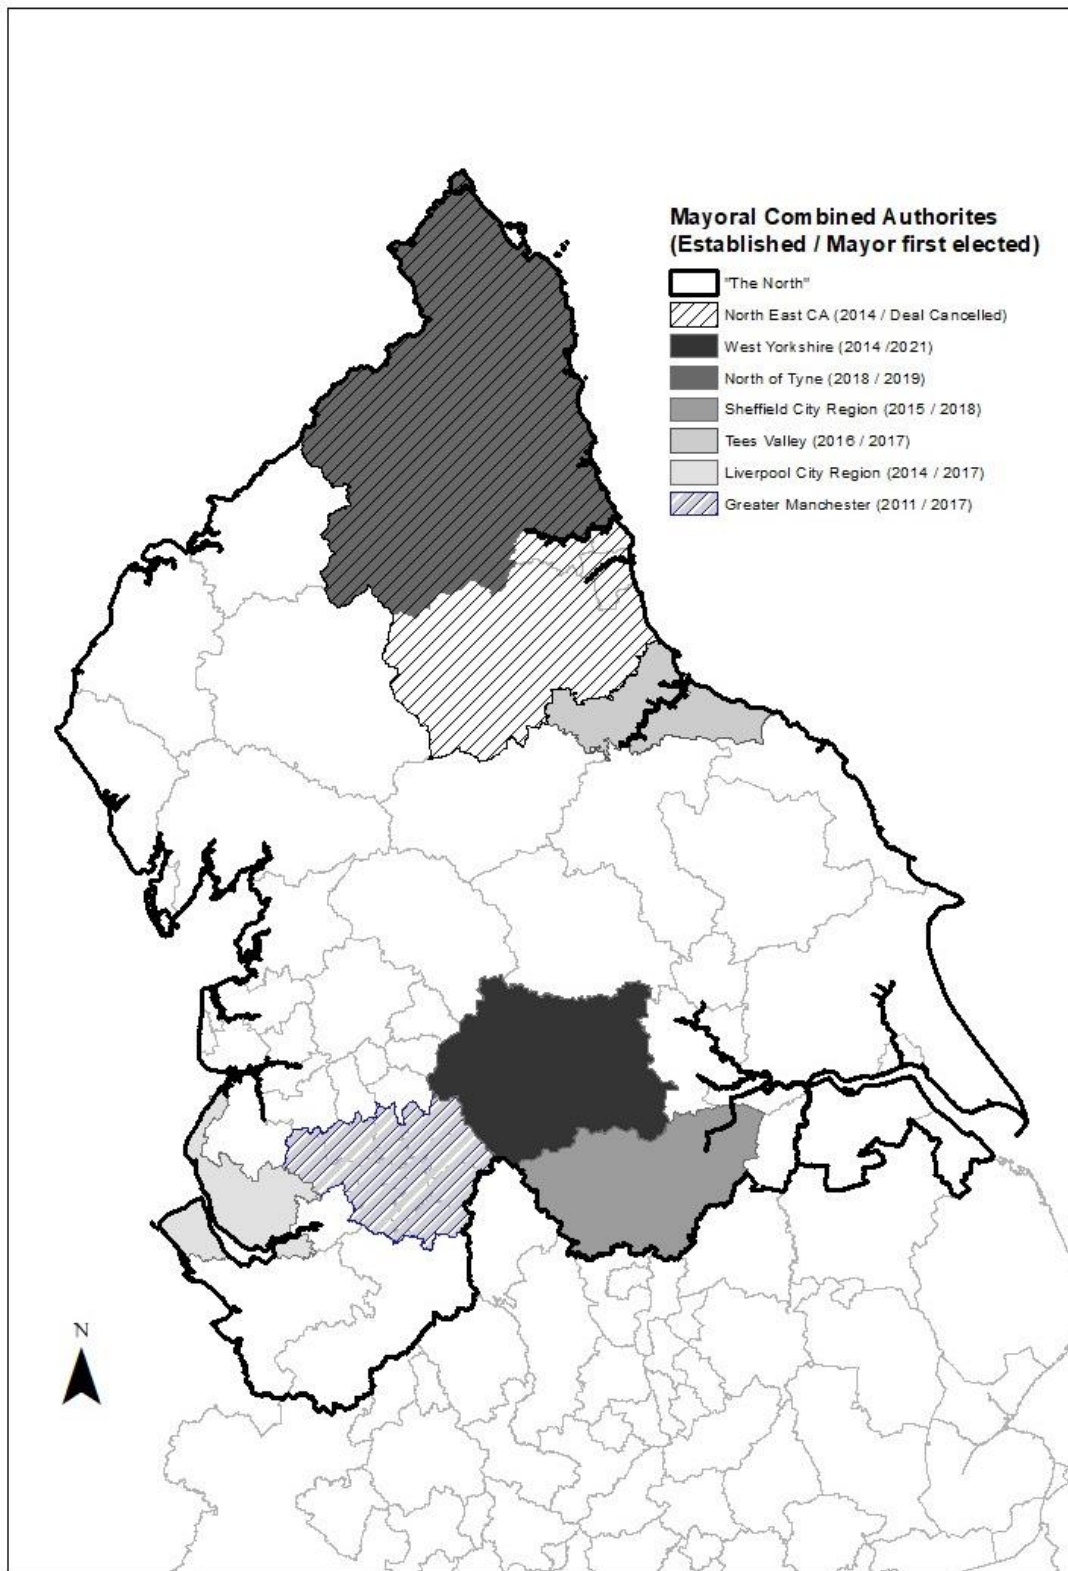 Mayoral Combined Authorites
(Established / Mayor first elected)
"The North"
North East CA (2014 / Deal Cancelled)
West Yorkshire (2014 /2021)
North of Tyne (2018 / 2019)
Sheffield City Region (2015 / 2018)
Tees Valley (2016 / 2017)
Liverpool City Region (2014 / 2017)
Greater Manchester (2011 / 2017)
N